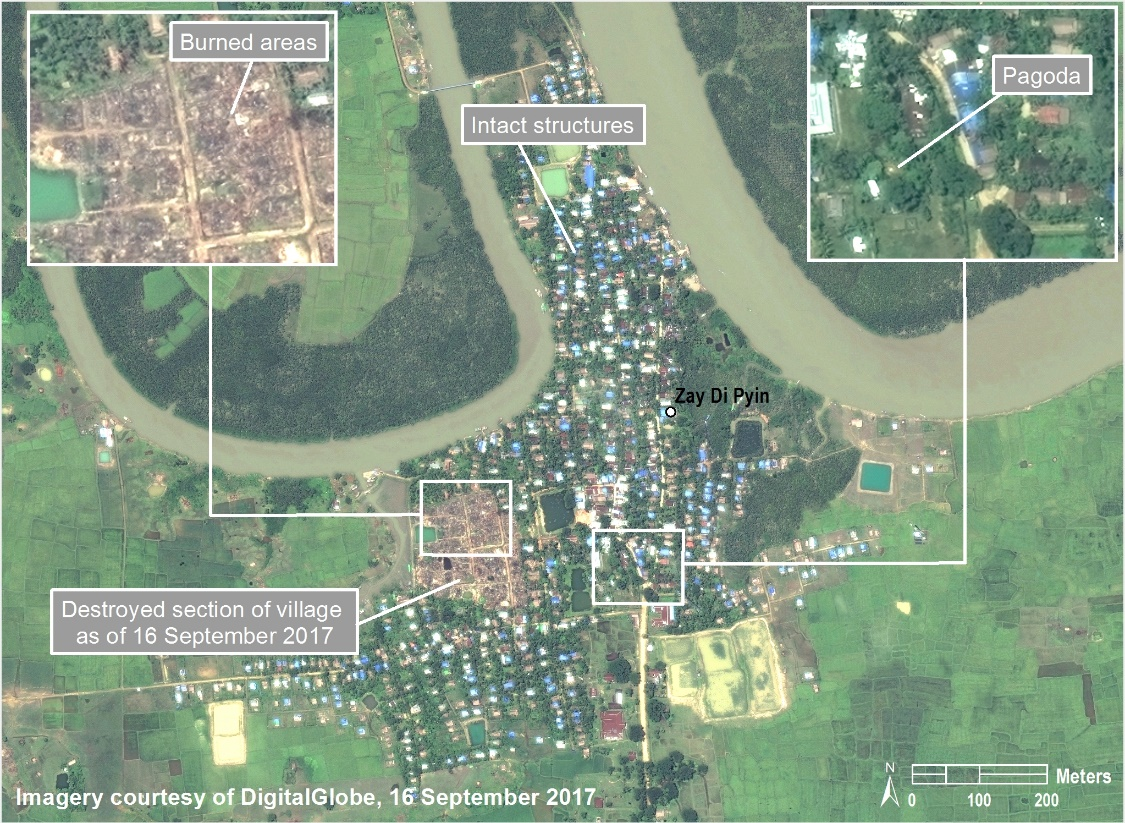 Burned areas
Pagoda
Intact structures
Zay Di Pyin
Destroyed section of village
as of 16 September 2017
N
Meters
0 100 200
Imagery courtesy of DigitalGlobe, 16 September 2017